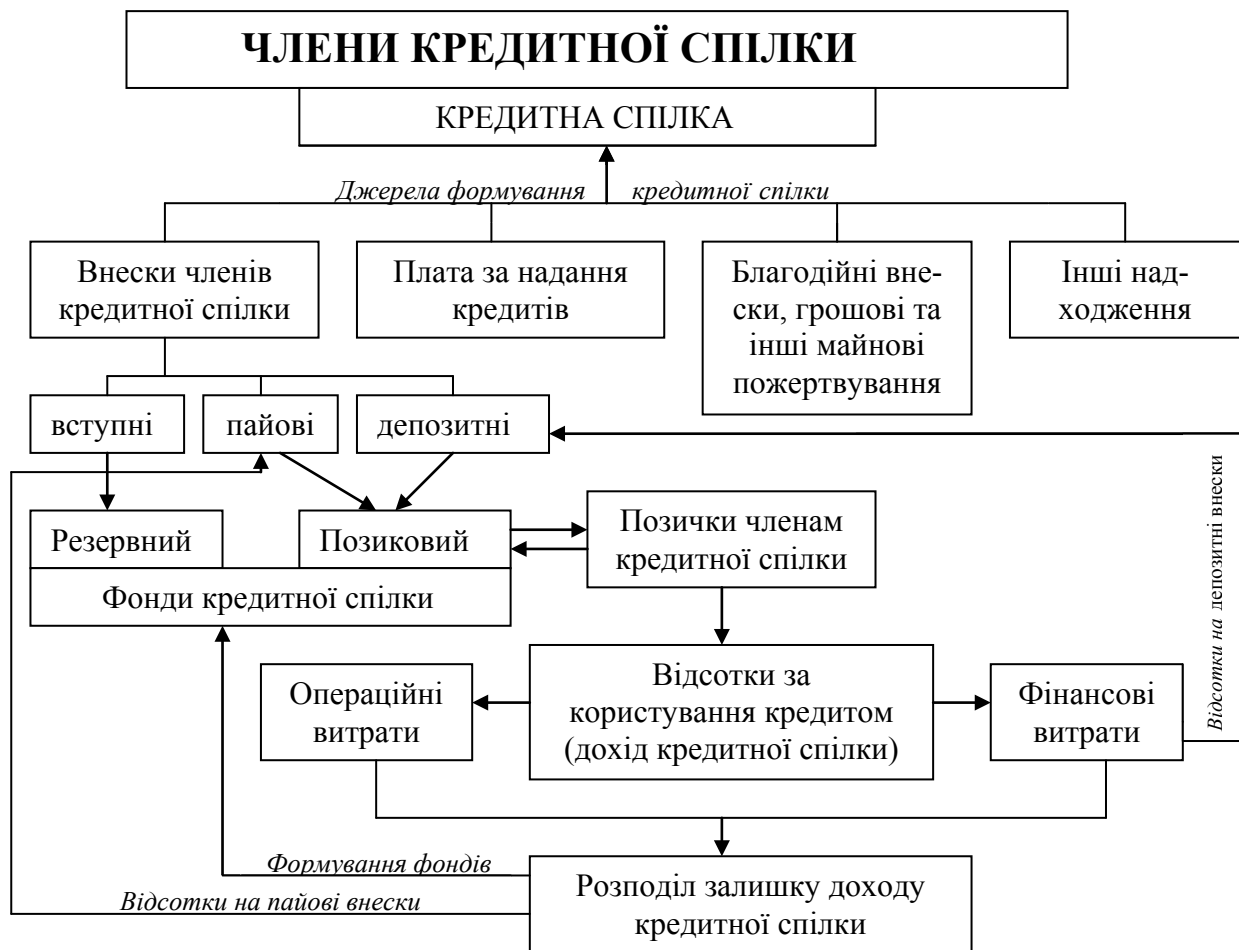 ЧЛЕНИ КРЕДИТНОЇ СПІЛКИ
КРЕДИТНА СПІЛКА
Джерела формування кредитної спілки
Внески членів
кредитної спілки
Плата за надання
кредитів
Благодійні вне-
ски, грошові та
інші майнові
пожертвування
Інші над-
ходження
вступні
пайові
депозитні
Резервний
Позиковий
Фонди кредитної спілки
Позички членам
кредитної спілки
Відсотки на депозитні внески
Операційні
витрати
Відсотки за
користування кредитом
(дохід кредитної спілки)
Фінансові
витрати
Формування фондів
Відсотки на пайові внески
Розподіл залишку доходу
кредитної спілки